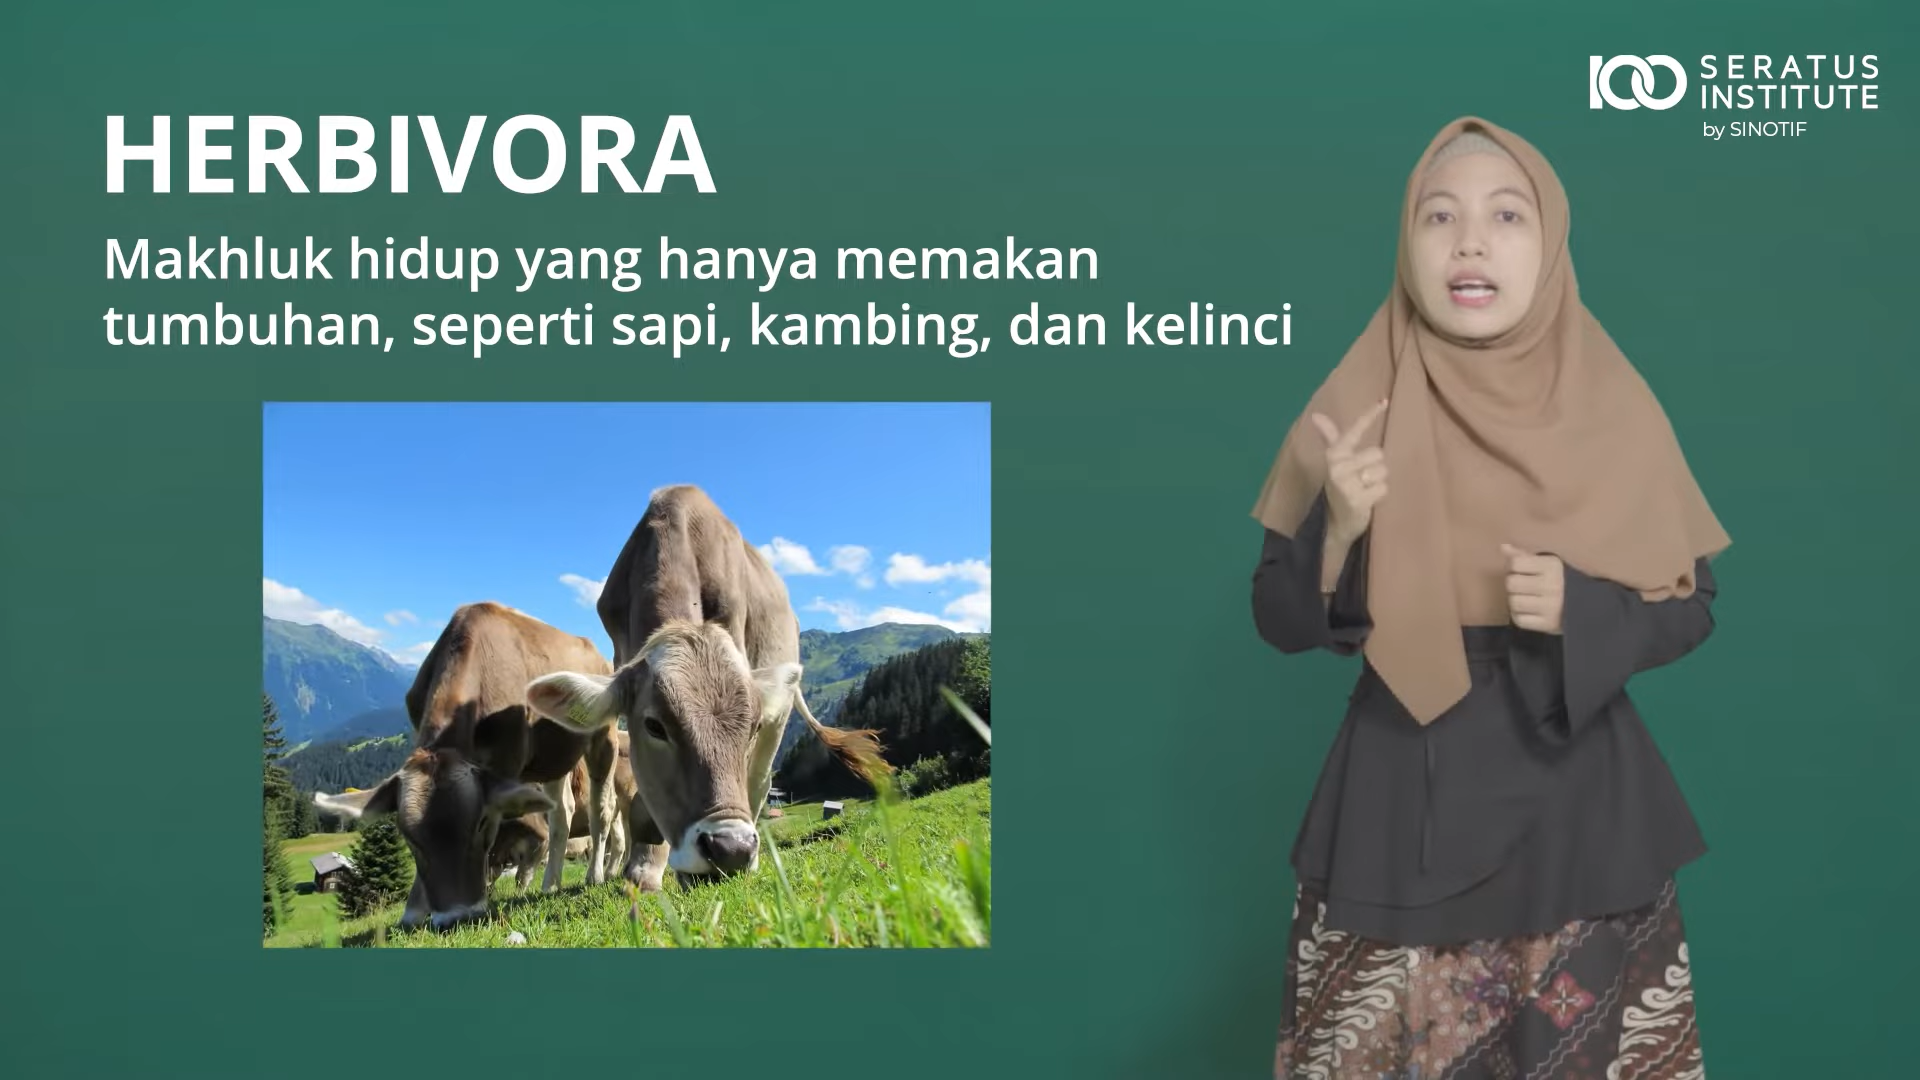 SERATUS
INSTITUTE
by SINOTIF
HERBIVORA
Makhluk hidup yang hanya memakan
tumbuhan, seperti sapi, kambing, dan kelinci